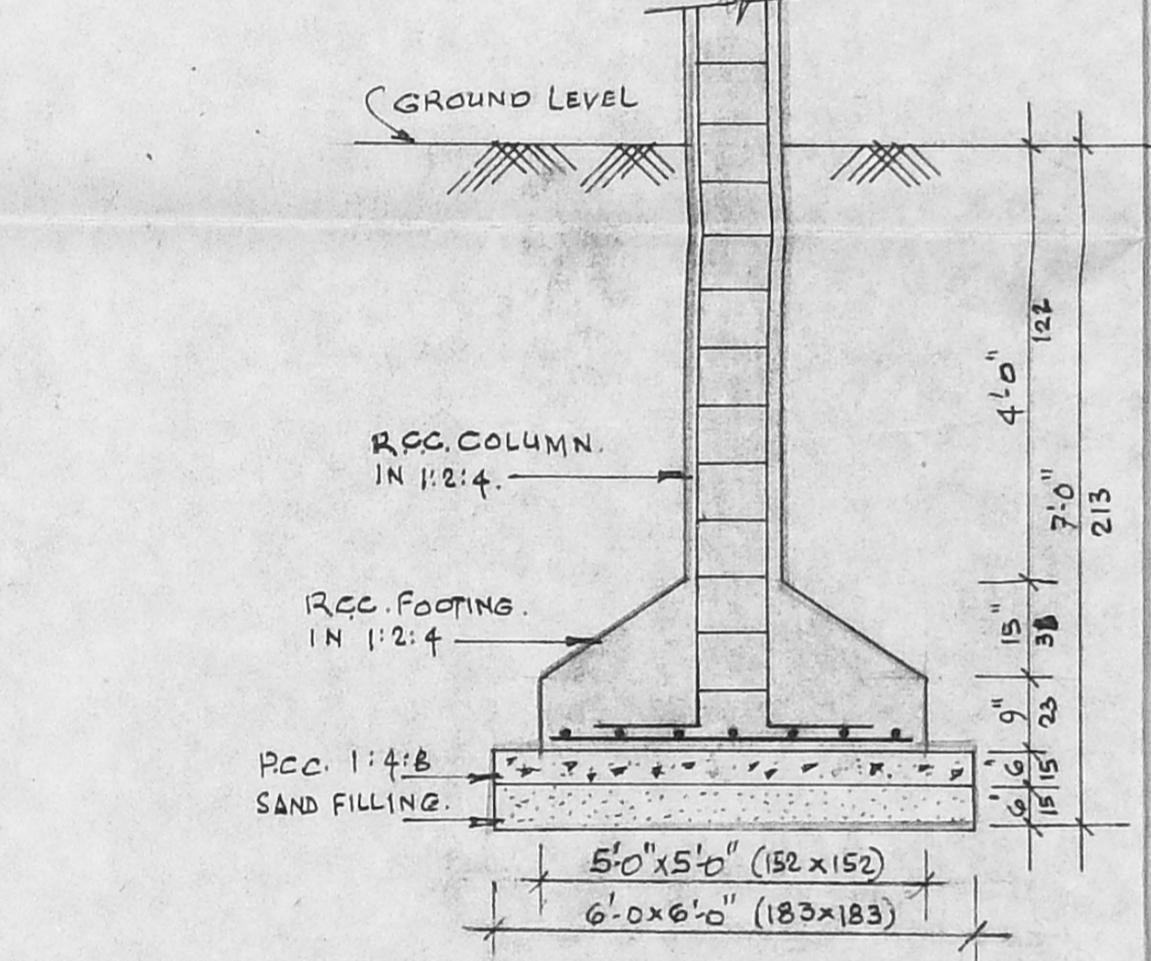 GROUND LEVEL
R.C.C. COLUMN.
IN 1:2:4.
R.C.C. FOOTING.
IN 1:2:4
P.C.C. 1:4:8
SAND FILLING.
4'-0"
122
7'-0"
213
15"
38
9"
23
6'
15
6'
15
5'-0"x5'-0" (152 x 152)
6'-0x6'-0" (183x183)